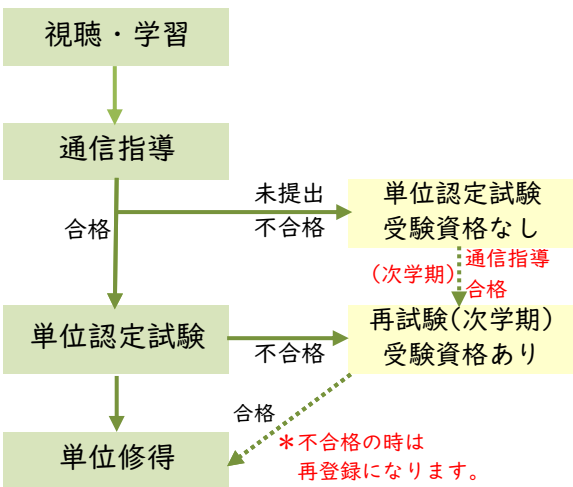 視聴・学習
通信指導
合格
未提出
不合格
単位認定試験
受験資格なし
(次学期)
通信指導
合格
単位認定試験
不合格
再試験(次学期)
受験資格あり
合格
単位修得
＊不合格の時は
再登録になります。